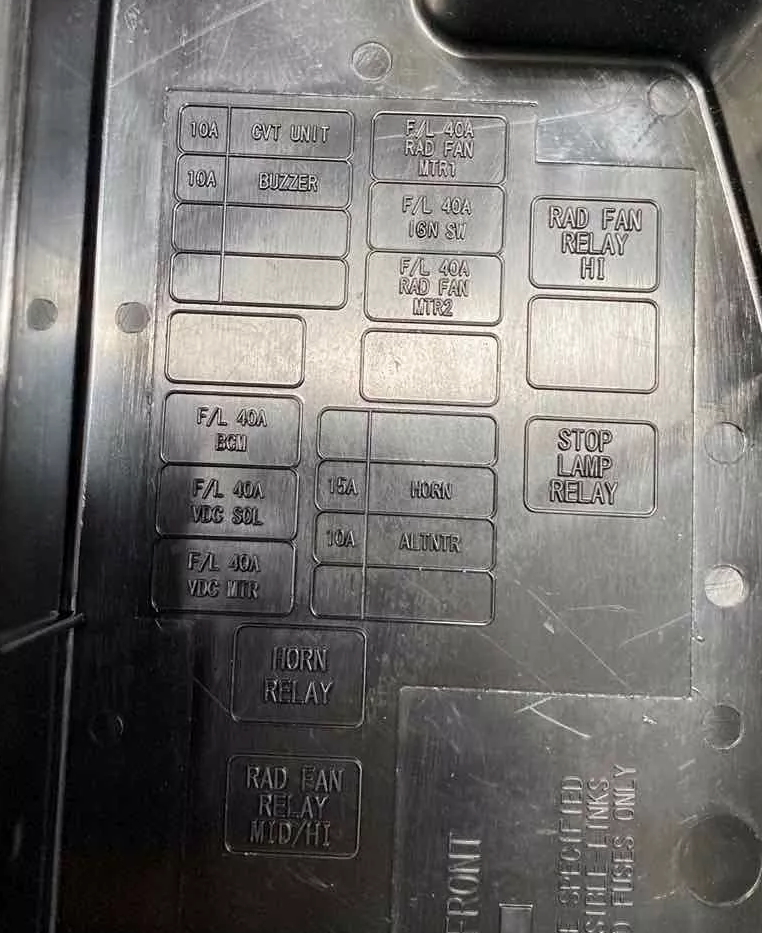 10A CVT UNIT
10A BUZZER
F/L 40A
RAD FAN
MTR1
F/L 40A
IGN SW
F/L 40A
RAD FAN
MTR2
RAD FAN
RELAY
HI
F/L 40A
BCM
F/L 40A
VDC SOL
F/L 40A
VDC MTR
15A HORN
10A ALTNTR
STOP
LAMP
RELAY
HORN
RELAY
RAD FAN
RELAY
MID/HI
FRONT
E SPECIFIED
SIBLE-LINKS
D FUSES ONLY